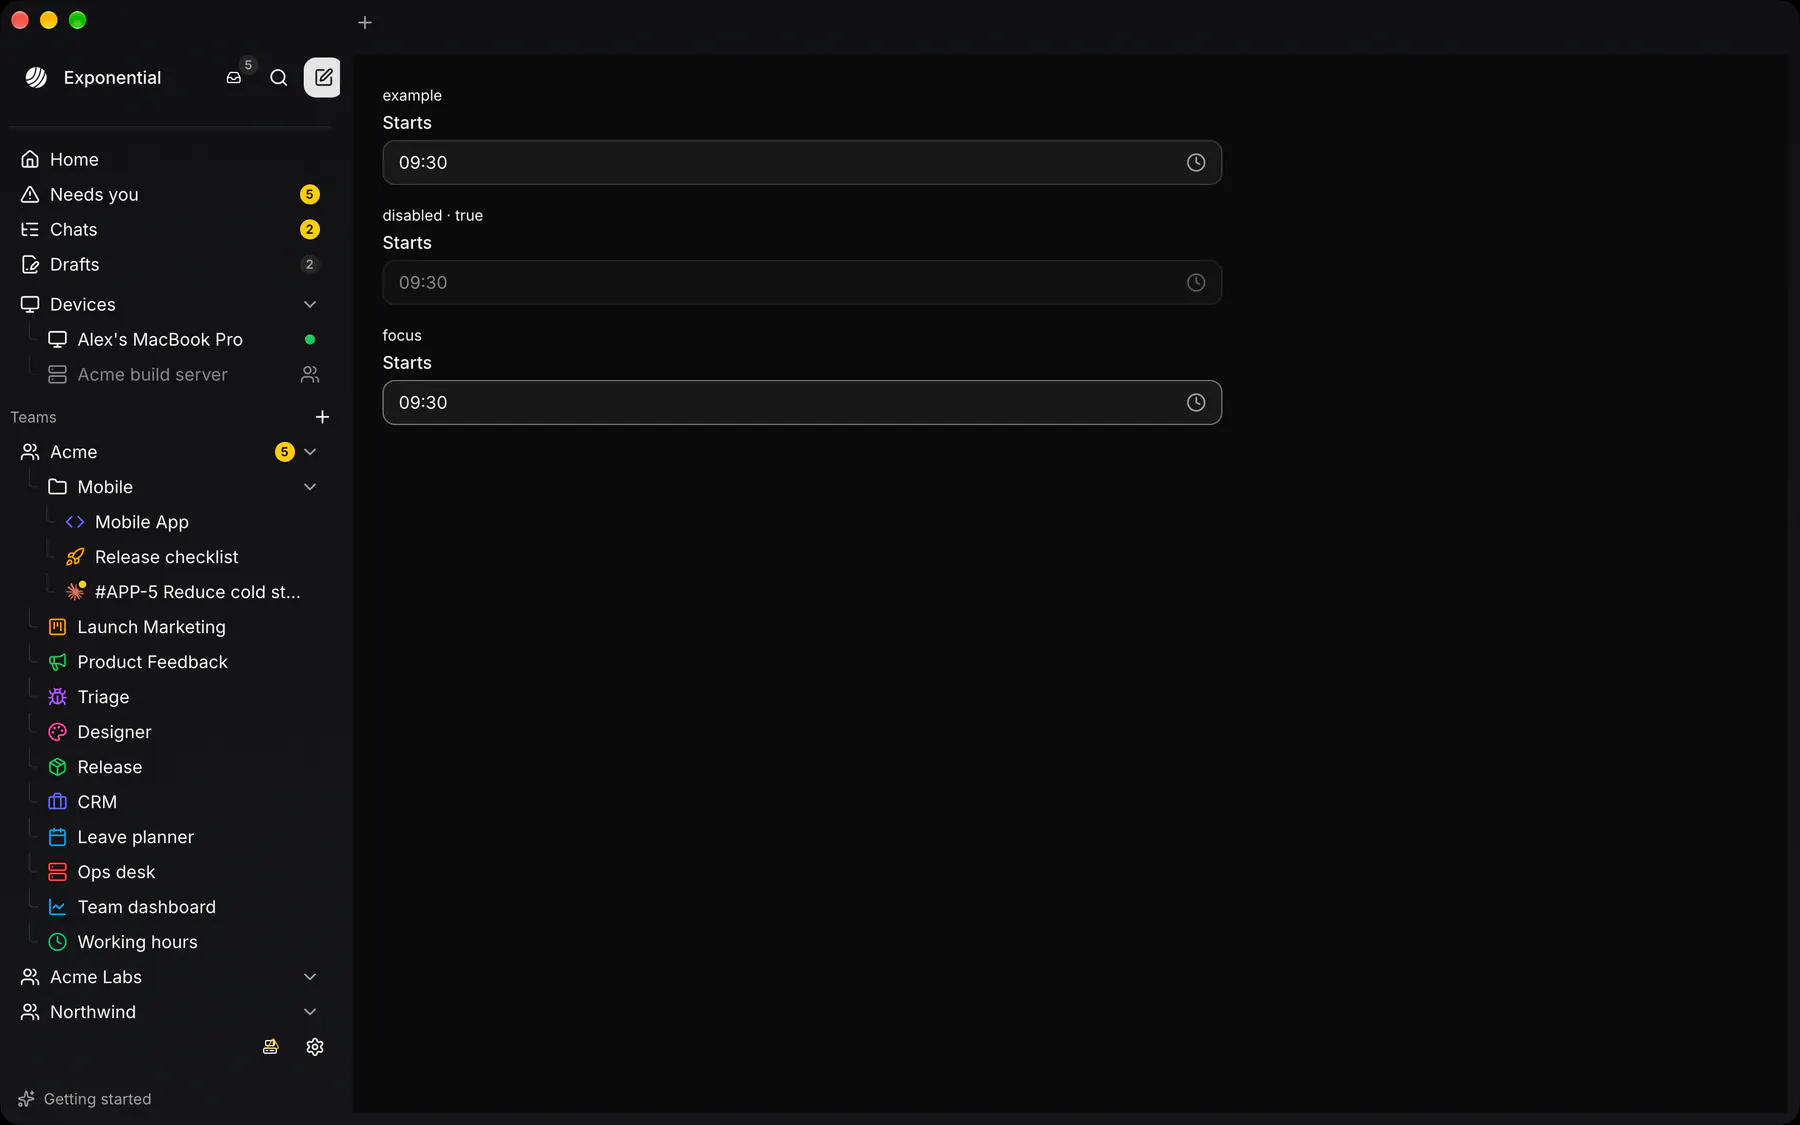 Exponential
5
Home
Needs you
5
Chats
2
Drafts
2
Devices
Alex's MacBook Pro
Acme build server
Teams
Acme
5
Mobile
Mobile App
Release checklist
#APP-5 Reduce cold st...
Launch Marketing
Product Feedback
Triage
Designer
Release
CRM
Leave planner
Ops desk
Team dashboard
Working hours
Acme Labs
Northwind
Getting started
example
Starts
09:30
disabled · true
Starts
09:30
focus
Starts
09:30